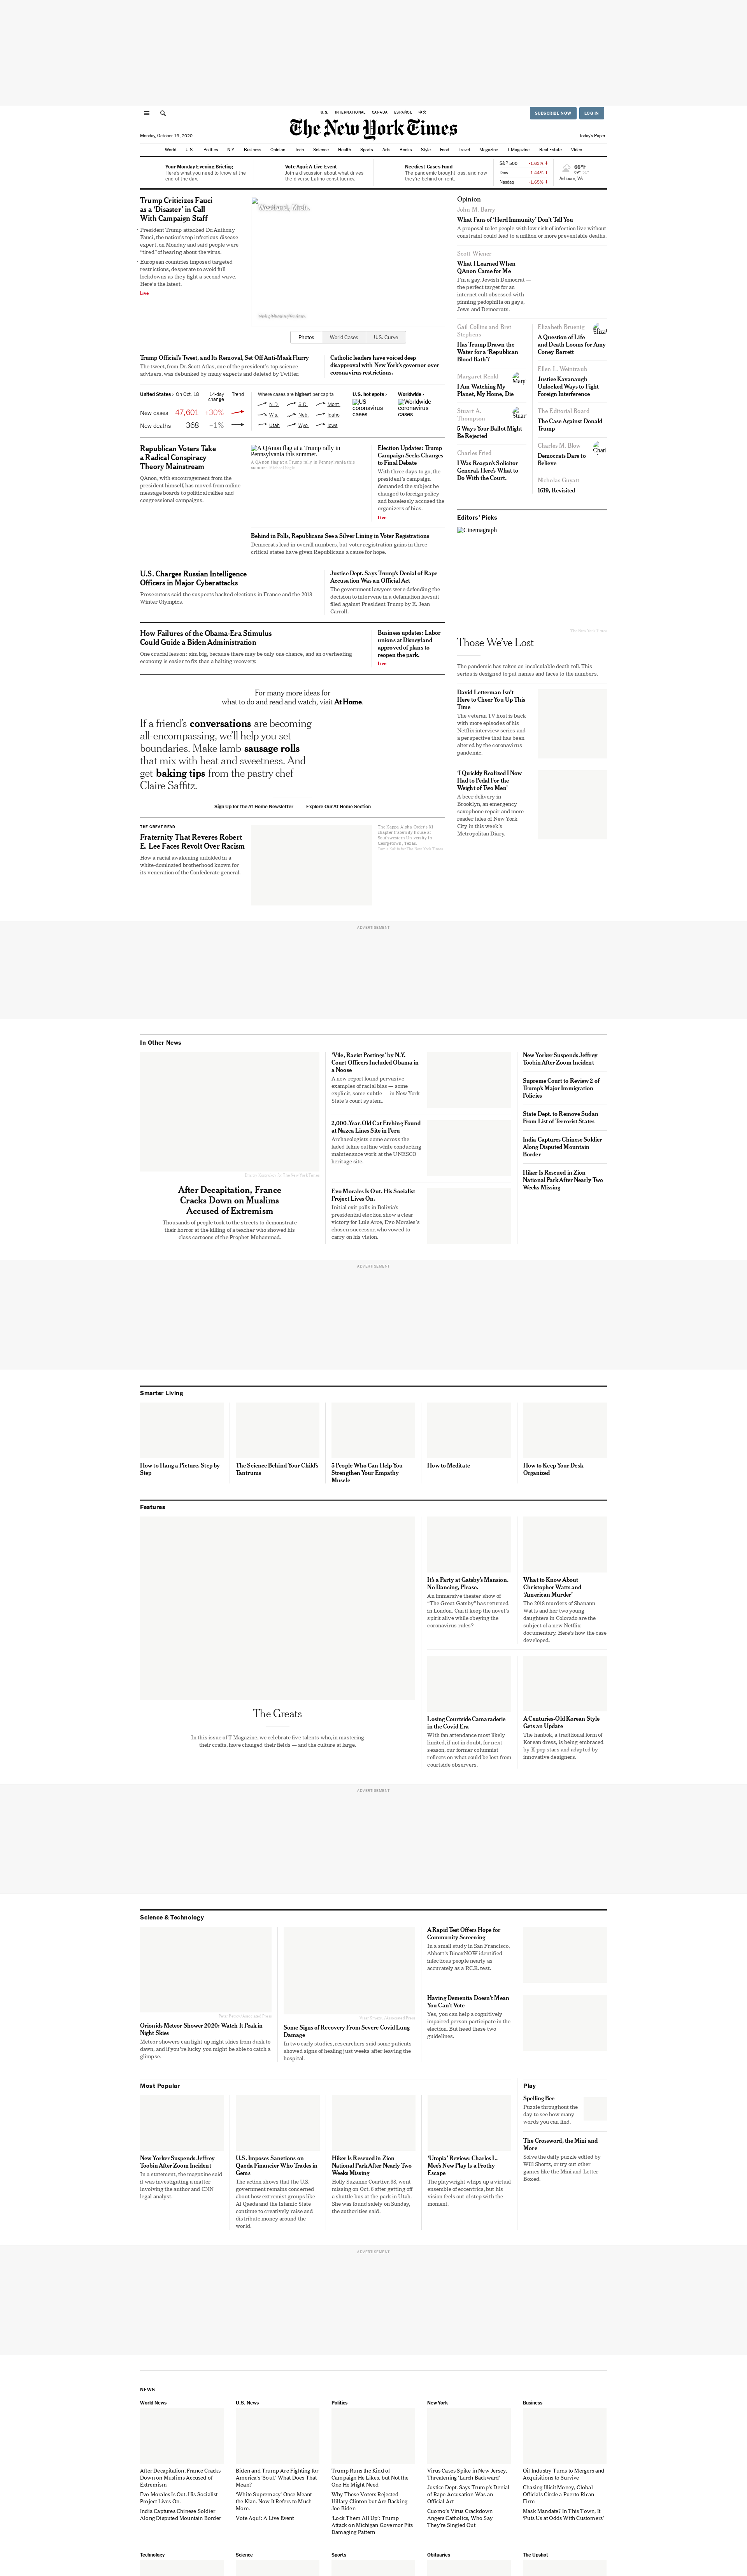 U.S. INTERNATIONAL CANADA ESPAÑOL 中文
SUBSCRIBE NOW LOG IN
The New York Times
Monday, October 19, 2020
Today's Paper
World U.S. Politics N.Y. Business Opinion Tech Science Health Sports Arts Books Style Food Travel Magazine T Magazine Real Estate Video
Your Monday Evening Briefing
Here's what you need to know at the
end of the day.
Vote Aquí: A Live Event
Join a discussion about what drives
the diverse Latino constituency.
Neediest Cases Fund
The pandemic brought loss, and now
they're behind on rent.
S&P 500 -1.63%
Dow -1.44%
Nasdaq -1.65%
66°F
Ashburn, VA
Trump Criticizes Fauci
as a 'Disaster' in Call
With Campaign Staff
President Trump attacked Dr. Anthony
Fauci, the nation's top infectious disease
expert, on Monday and said people were
"tired" of hearing about the virus.
European countries imposed targeted
restrictions, desperate to avoid full
lockdowns as they fight a second wave.
Here's the latest.
Live
Photos World Cases U.S. Curve
Trump Official's Tweet, and Its Removal, Set Off Anti-Mask Flurry
The tweet, from Dr. Scott Atlas, one of the president's top science
advisers, was debunked by many experts and deleted by Twitter.
Catholic leaders have voiced deep
disapproval with New York's governor over
coronavirus restrictions.
United States › On Oct. 18 14-day change Trend
New cases 47,601 +30%
New deaths 368 −1%
Where cases are highest per capita
N.D. S.D. Mont.
Wis. Neb. Idaho
Utah Wyo. Iowa
U.S. hot spots ›
US
coronavirus
cases
Worldwide ›
Worldwide
coronavirus
cases
Republican Voters Take
a Radical Conspiracy
Theory Mainstream
QAnon, with encouragement from the
president himself, has moved from online
message boards to political rallies and
congressional campaigns.
A QAnon flag at a Trump rally in
Pennsylvania this summer.
A QAnon flag at a Trump rally in Pennsylvania this
summer.
Election Updates: Trump
Campaign Seeks Changes
to Final Debate
With three days to go, the
president's campaign
demanded the subject be
changed to foreign policy
and baselessly accused the
organizers of bias.
Live
Behind in Polls, Republicans See a Silver Lining in Voter Registrations
Democrats lead in overall numbers, but voter registration gains in three
critical states have given Republicans a cause for hope.
U.S. Charges Russian Intelligence
Officers in Major Cyberattacks
Prosecutors said the suspects hacked elections in France and the 2018
Winter Olympics.
Justice Dept. Says Trump's Denial of Rape
Accusation Was an Official Act
The government lawyers were defending the
decision to intervene in a defamation lawsuit
filed against President Trump by E. Jean
Carroll.
How Failures of the Obama-Era Stimulus
Could Guide a Biden Administration
One crucial lesson: aim big, because there may be only one chance, and an overheating
economy is easier to fix than a halting recovery.
Business updates: Labor
unions at Disneyland
approved of plans to
reopen the park.
Live
For many more ideas for
what to do and read and watch, visit At Home.
If a friend's conversations are becoming
all-encompassing, we'll help you set
boundaries. Make lamb sausage rolls
that mix with heat and sweetness. And
get baking tips from the pastry chef
Claire Saffitz.
Sign Up for the At Home Newsletter Explore Our At Home Section
THE GREAT READ
Fraternity That Reveres Robert
E. Lee Faces Revolt Over Racism
How a racial awakening unfolded in a
white-dominated brotherhood known for
its veneration of the Confederate general.
The Kappa Alpha Order's Xi
chapter frames its house at
Southwestern University in
Georgetown, Texas.
Opinion
John M. Barry
What Fans of 'Herd Immunity' Don't Tell You
A proposal to let people with low risk of infection live without
constraint could lead to a million or more preventable deaths.
Scott Wiener
What I Learned When
QAnon Came for Me
I'm a gay, Jewish Democrat —
the perfect target for an
internet cult obsessed with
pinning pedophilia on gays,
Jews and Democrats.
Gail Collins and Bret
Stephens
Has Trump Drawn the
Water for a 'Republican
Blood Bath'?
Margaret Renkl
I Am Watching My
Planet, My Home, Die
Stuart A.
Thompson
5 Ways Your Ballot Might
Be Rejected
Charles Fried
I Was Reagan's Solicitor
General. Here's What to
Do With the Court.
Elizabeth Bruenig
A Question of Life
and Death Looms for Amy
Coney Barrett
Ellen L. Weintraub
Justice Kavanaugh
Unlocked Ways to Fight
Foreign Interference
The Editorial Board
The Case Against Donald
Trump
Charles M. Blow
Democrats Dare to
Believe
Nicholas Guyatt
1619, Revisited
Editors' Picks
Cinemagraph
The New York Times
Those We've Lost
The pandemic has taken an incalculable death toll. This
series is designed to put names and faces to the numbers.
David Letterman Isn't
Here to Cheer You Up This
Time
The veteran TV host is back
with more episodes of his
Netflix interview series and
a perspective that has been
altered by the coronavirus
pandemic.
'I Quickly Realized I Now
Had to Pedal For the
Weight of Two Men'
A beer delivery in
Brooklyn, an emergency
saxophone repair and more
reader tales of New York
City in this week's
Metropolitan Diary.
ADVERTISEMENT
In Other News
After Decapitation, France
Cracks Down on Muslims
Accused of Extremism
Thousands of people took to the streets to demonstrate
their horror at the killing of a teacher who showed his
class cartoons of the Prophet Muhammad.
'Vile, Racist Postings' by N.Y.
Court Officers Included Obama in
a Noose
A new report found pervasive
examples of racial bias — some
explicit, some subtle — in New York
State's court system.
2,000-Year-Old Cat Etching Found
at Nazca Lines Site in Peru
Archaeologists came across the
faded feline outline while conducting
maintenance work at the UNESCO
heritage site.
Evo Morales Is Out. His Socialist
Project Lives On.
Initial exit polls in Bolivia's
presidential election show a clear
victory for Luis Arce, Evo Morales's
chosen successor, who vowed to
carry on his vision.
New Yorker Suspends Jeffrey
Toobin After Zoom Incident
Supreme Court to Review 2 of
Trump's Major Immigration
Policies
State Dept. to Remove Sudan
From List of Terrorist States
India Captures Chinese Soldier
Along Disputed Mountain
Border
Hiker Is Rescued in Zion
National Park After Nearly Two
Weeks Missing
ADVERTISEMENT
Smarter Living
How to Hang a Picture, Step by
Step
The Science Behind Your Child's
Tantrums
5 People Who Can Help You
Strengthen Your Empathy
Muscle
How to Meditate
How to Keep Your Desk
Organized
Features
The Greats
In this issue of T Magazine, we celebrate five talents who, in mastering
their crafts, have changed their fields — and the culture at large.
It's a Party at Gatsby's Mansion.
No Dancing, Please.
An immersive theater show of
"The Great Gatsby" has returned
in London. Can it keep the novel's
spirit alive while obeying the
coronavirus rules?
What to Know About
Christopher Watts and
'American Murder'
The 2018 murders of Shanann
Watts and her two young
daughters in Colorado are the
subject of a new Netflix
documentary. Here's how the case
developed.
Losing Courtside Camaraderie
in the Covid Era
With fan attendance most likely
limited, if not in doubt, for next
season, our former columnist
reflects on what could be lost from
courtside observers.
A Centuries-Old Korean Style
Gets an Update
The hanbok, a traditional form of
Korean dress, is being embraced
by K-pop stars and adapted by
innovative designers.
ADVERTISEMENT
Science & Technology
Orionids Meteor Shower 2020: Watch It Peak in
Night Skies
Meteor showers can light up night skies from dusk to
dawn, and if you're lucky you might be able to catch a
glimpse.
Some Signs of Recovery From Severe Covid Lung
Damage
In two early studies, researchers said some patients
showed signs of healing just weeks after leaving the
hospital.
A Rapid Test Offers Hope for
Community Screening
In a small study in San Francisco,
Abbott's BinaxNOW identified
infectious people nearly as
accurately as a P.C.R. test.
Having Dementia Doesn't Mean
You Can't Vote
Yes, you can help a cognitively
impaired person participate in the
election. But heed these two
guidelines.
Most Popular
New Yorker Suspends Jeffrey
Toobin After Zoom Incident
In a statement, the magazine said
it was investigating a matter
involving the author and CNN
legal analyst.
U.S. Imposes Sanctions on
Qaeda Financier Who Trades in
Gems
The action shows that the U.S.
government remains concerned
about how extremist groups like
Al Qaeda and the Islamic State
continue to creatively raise and
distribute money around the
world.
Hiker Is Rescued in Zion
National Park After Nearly Two
Weeks Missing
Holly Suzanne Courtier, 38, went
missing on Oct. 6 after getting off
a shuttle bus at the park in Utah.
She was found safely on Sunday,
the authorities said.
'Utopia' Review: Charles L.
Mee's New Play Is a Frothy
Escape
The playwright whips up a virtual
ensemble of eccentrics, but his
vision feels out of step with the
moment.
Play
Spelling Bee
Puzzle throughout the
day to see how many
words you can find.
The Crossword, the Mini and
More
Solve the daily puzzle edited by
Will Shortz, or try out other
games like the Mini and Letter
Boxed.
ADVERTISEMENT
NEWS
World News
After Decapitation, France Cracks
Down on Muslims Accused of
Extremism
Evo Morales Is Out. His Socialist
Project Lives On.
India Captures Chinese Soldier
Along Disputed Mountain Border
U.S. News
Biden and Trump Are Fighting for
America's 'Soul.' What Does That
Mean?
'White Supremacy' Once Meant
the Klan. Now It Refers to Much
More.
Vote Aquí: A Live Event
Politics
Trump Runs the Kind of
Campaign He Likes, but Not the
One He Might Need
Why These Voters Rejected
Hillary Clinton but Are Backing
Joe Biden
'Lock Them All Up': Trump
Attack on Michigan Governor Fits
Damaging Pattern
New York
Virus Cases Spike in New Jersey,
Threatening 'Lurch Backward'
Justice Dept. Says Trump's Denial
of Rape Accusation Was an
Official Act
Cuomo's Virus Crackdown
Angers Catholics, Who Say
They're Singled Out
Business
Oil Industry Turns to Mergers and
Acquisitions to Survive
Chasing Illicit Money, Global
Officials Circle a Puerto Rican
Firm
Mask Mandate? In This Town, It
'Puts Us at Odds With Customers'
Technology Science Sports Obituaries The Upshot